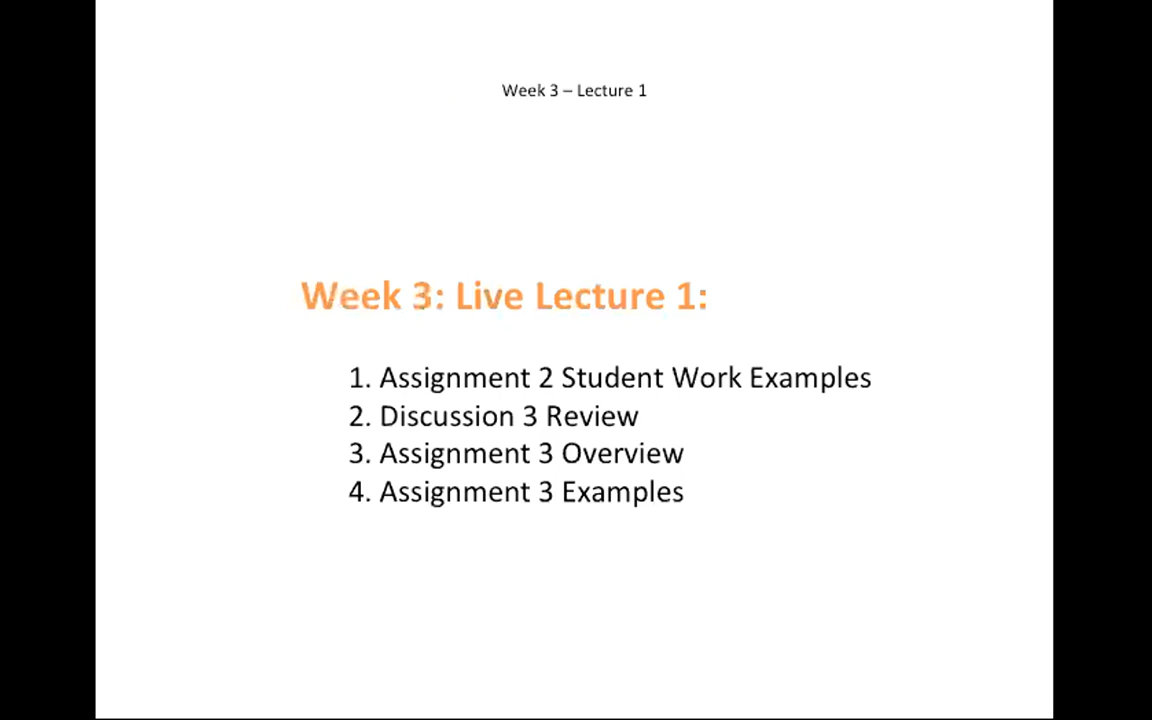 Week 3 – Lecture 1
Week 3: Live Lecture 1:
1. Assignment 2 Student Work Examples
2. Discussion 3 Review
3. Assignment 3 Overview
4. Assignment 3 Examples